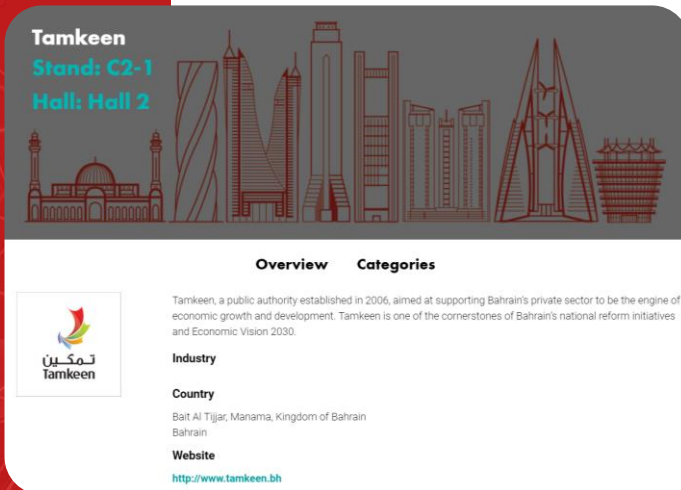 Tamkeen
Stand: C2-1
Hall: Hall 2
Overview Categories
تمكين
Tamkeen
Tamkeen, a public authority established in 2006, aimed at supporting Bahrain's private sector to be the engine of
economic growth and development. Tamkeen is one of the cornerstones of Bahrain's national reform initiatives
and Economic Vision 2030.
Industry
Country
Bait Al Tijjar, Manama, Kingdom of Bahrain
Bahrain
Website
http://www.tamkeen.bh